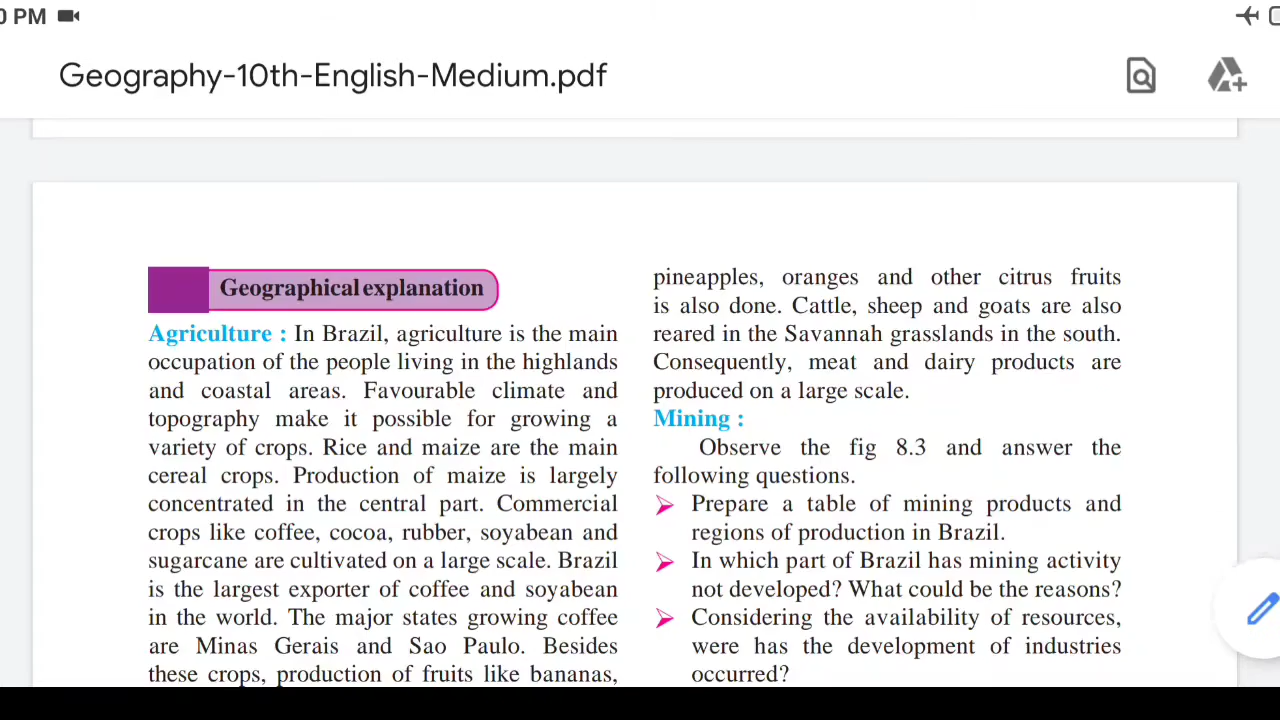 0 PM
Geography-10th-English-Medium.pdf
Geographical explanation
Agriculture : In Brazil, agriculture is the main
occupation of the people living in the highlands
and coastal areas. Favourable climate and
topography make it possible for growing a
variety of crops. Rice and maize are the main
cereal crops. Production of maize is largely
concentrated in the central part. Commercial
crops like coffee, cocoa, rubber, soyabean and
sugarcane are cultivated on a large scale. Brazil
is the largest exporter of coffee and soyabean
in the world. The major states growing coffee
are Minas Gerais and Sao Paulo. Besides
these crops, production of fruits like bananas,
pineapples, oranges and other citrus fruits
is also done. Cattle, sheep and goats are also
reared in the Savannah grasslands in the south.
Consequently, meat and dairy products are
produced on a large scale.
Mining :
Observe the fig 8.3 and answer the
following questions.
Prepare a table of mining products and
regions of production in Brazil.
In which part of Brazil has mining activity
not developed? What could be the reasons?
Considering the availability of resources,
were has the development of industries
occurred?